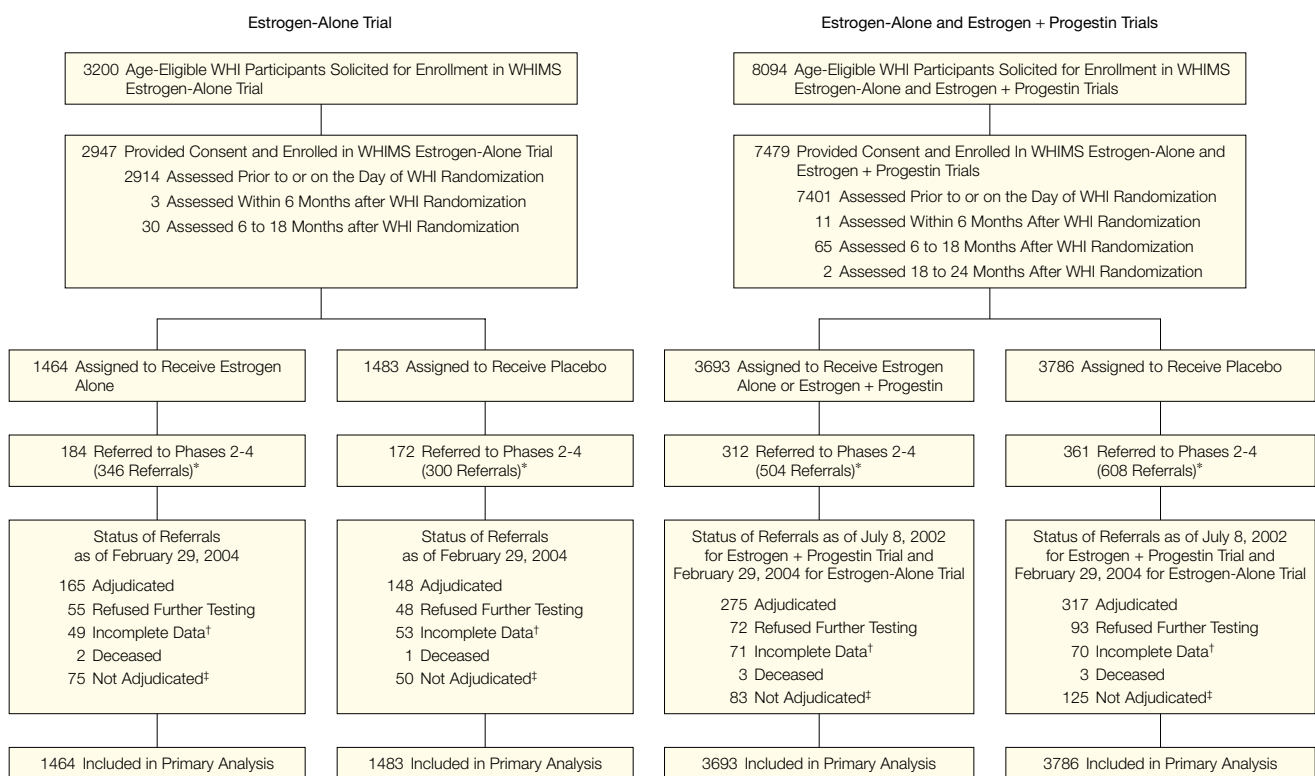 Estrogen-Alone Trial
3200 Age-Eligible WHI Participants Solicited for Enrollment in WHIMS
Estrogen-Alone Trial
2947 Provided Consent and Enrolled in WHIMS Estrogen-Alone Trial
2914 Assessed Prior to or on the Day of WHI Randomization
3 Assessed Within 6 Months after WHI Randomization
30 Assessed 6 to 18 Months after WHI Randomization
1464 Assigned to Receive Estrogen
Alone
184 Referred to Phases 2-4
(346 Referrals)*
Status of Referrals
as of February 29, 2004
165 Adjudicated
55 Refused Further Testing
49 Incomplete Data†
2 Deceased
75 Not Adjudicated‡
1464 Included in Primary Analysis
1483 Assigned to Receive Placebo
172 Referred to Phases 2-4
(300 Referrals)*
Status of Referrals
as of February 29, 2004
148 Adjudicated
48 Refused Further Testing
53 Incomplete Data†
1 Deceased
50 Not Adjudicated‡
1483 Included in Primary Analysis
Estrogen-Alone and Estrogen + Progestin Trials
8094 Age-Eligible WHI Participants Solicited for Enrollment in WHIMS
Estrogen-Alone and Estrogen + Progestin Trials
7479 Provided Consent and Enrolled In WHIMS Estrogen-Alone and
Estrogen + Progestin Trials
7401 Assessed Prior to or on the Day of WHI Randomization
11 Assessed Within 6 Months After WHI Randomization
65 Assessed 6 to 18 Months After WHI Randomization
2 Assessed 18 to 24 Months After WHI Randomization
3693 Assigned to Receive Estrogen
Alone or Estrogen + Progestin
312 Referred to Phases 2-4
(504 Referrals)*
Status of Referrals as of July 8, 2002
for Estrogen + Progestin Trial and
February 29, 2004 for Estrogen-Alone Trial
275 Adjudicated
72 Refused Further Testing
71 Incomplete Data†
3 Deceased
83 Not Adjudicated‡
3693 Included in Primary Analysis
3786 Assigned to Receive Placebo
361 Referred to Phases 2-4
(608 Referrals)*
Status of Referrals as of July 8, 2002
for Estrogen + Progestin Trial and
February 29, 2004 for Estrogen-Alone Trial
317 Adjudicated
93 Refused Further Testing
70 Incomplete Data†
3 Deceased
125 Not Adjudicated‡
3786 Included in Primary Analysis